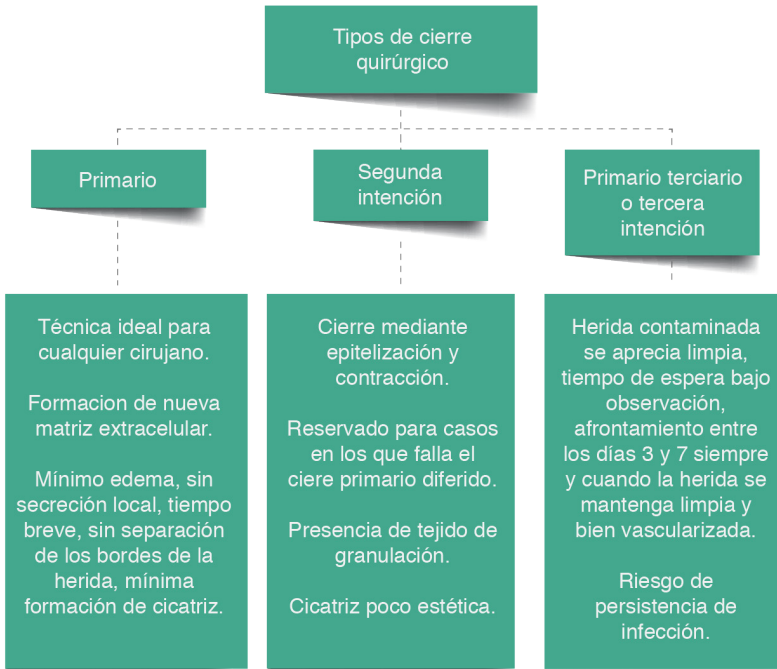 Tipos de cierre
quirúrgico
Primario
Segunda
intención
Primario terciario
o tercera
intención
Técnica ideal para
cualquier cirujano.
Formacion de nueva
matriz extracelular.
Mínimo edema, sin
secreción local, tiempo
breve, sin separación
de los bordes de la
herida, mínima
formación de cicatriz.
Cierre mediante
epitelización y
contracción.
Reservado para casos
en los que falla el
ciere primario diferido.
Presencia de tejido de
granulación.
Cicatriz poco estética.
Herida contaminada
se aprecia limpia,
tiempo de espera bajo
observación,
afrontamiento entre
los días 3 y 7 siempre
y cuando la herida se
mantenga limpia y
bien vascularizada.
Riesgo de
persistencia de
infección.